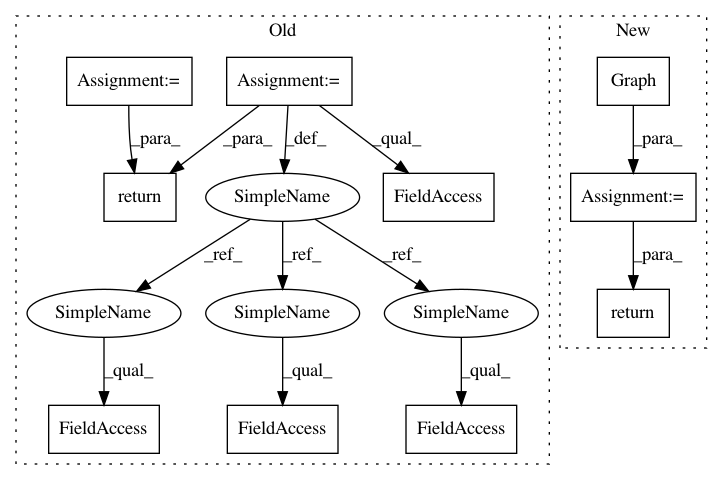 Old
New
Assignment:=
Assignment:=
Graph
_para_
_para_
_def_
_qual_
_para_
return
SimpleName
FieldAccess
Assignment:=
_ref_
_ref_
_ref_
_para_
SimpleName
SimpleName
SimpleName
return
_qual_
_qual_
_qual_
FieldAccess
FieldAccess
FieldAccess